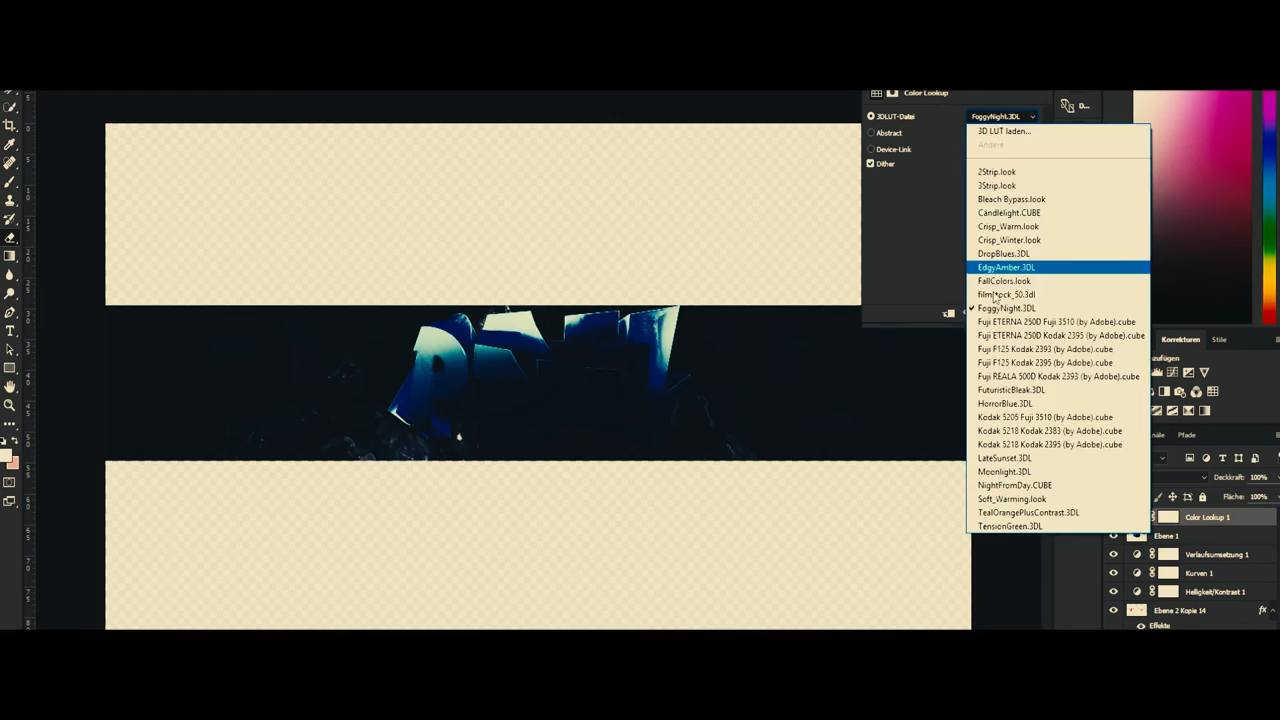 Color Lookup
3DLUT-Datei
FoggyNight.3DL
D...
3D LUT laden...
Abstract
Andere
Device-Link
Dither
2Strip.look
3Strip.look
Bleach Bypass.look
Candlelight.CUBE
Crisp_Warm.look
Crisp_Winter.look
DropBlues.3DL
EdgyAmber.3DL
FallColors.look
filmstock_50.3dl
FoggyNight.3DL
Fuji ETERNA 250D Fuji 3510 (by Adobe).cube
Fuji ETERNA 250D Kodak 2395 (by Adobe).cube
Fuji F125 Kodak 2393 (by Adobe).cube
Fuji F125 Kodak 2395 (by Adobe).cube
Fuji REALA 500D Kodak 2393 (by Adobe).cube
FuturisticBleak.3DL
HorrorBlue.3DL
Kodak 5205 Fuji 3510 (by Adobe).cube
Kodak 5218 Kodak 2383 (by Adobe).cube
Kodak 5218 Kodak 2395 (by Adobe).cube
LateSunset.3DL
Moonlight.3DL
NightFromDay.CUBE
Soft_Warming.look
TealOrangePlusContrast.3DL
TensionGreen.3DL
Korrekturen
Stile
Pfade
Deckkraft: 100%
Fläche: 100%
Color Lookup 1
Ebene 1
Verlaufsumsetzung 1
Kurven 1
Helligkeit/Kontrast 1
Ebene 2 Kopie 14
fx
Effekte